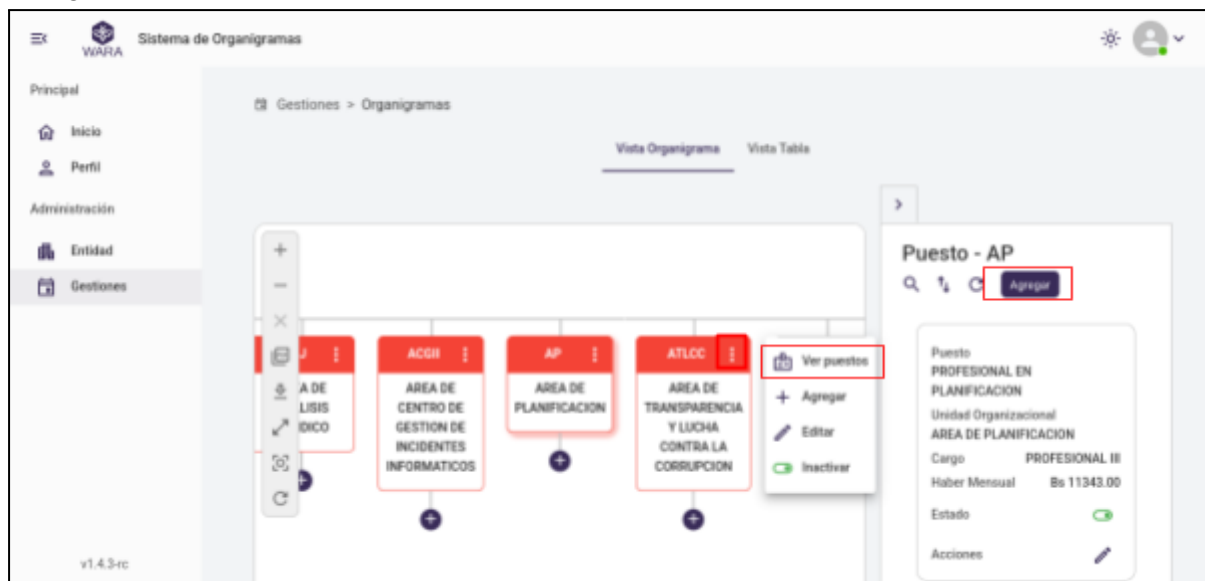 WARA
Sistema de Organigramas
Principal
Inicio
Perfil
Administración
Entidad
Gestiones
v1.4.3-rc
Gestiones > Organigramas
Vista Organigrama
Vista Tabla
J
A DE
LISIS
DICO
ACGII
AREA DE
CENTRO DE
GESTION DE
INCIDENTES
INFORMATICOS
AP
AREA DE
PLANIFICACION
ATLCC
AREA DE
TRANSPARENCIA
Y LUCHA
CONTRA LA
CORRUPCION
Ver puestos
Agregar
Editar
Inactivar
Puesto - AP
Agregar
Puesto
PROFESIONAL EN
PLANIFICACION
Unidad Organizacional
AREA DE PLANIFICACION
Cargo PROFESIONAL III
Haber Mensual Bs 11343.00
Estado
Acciones